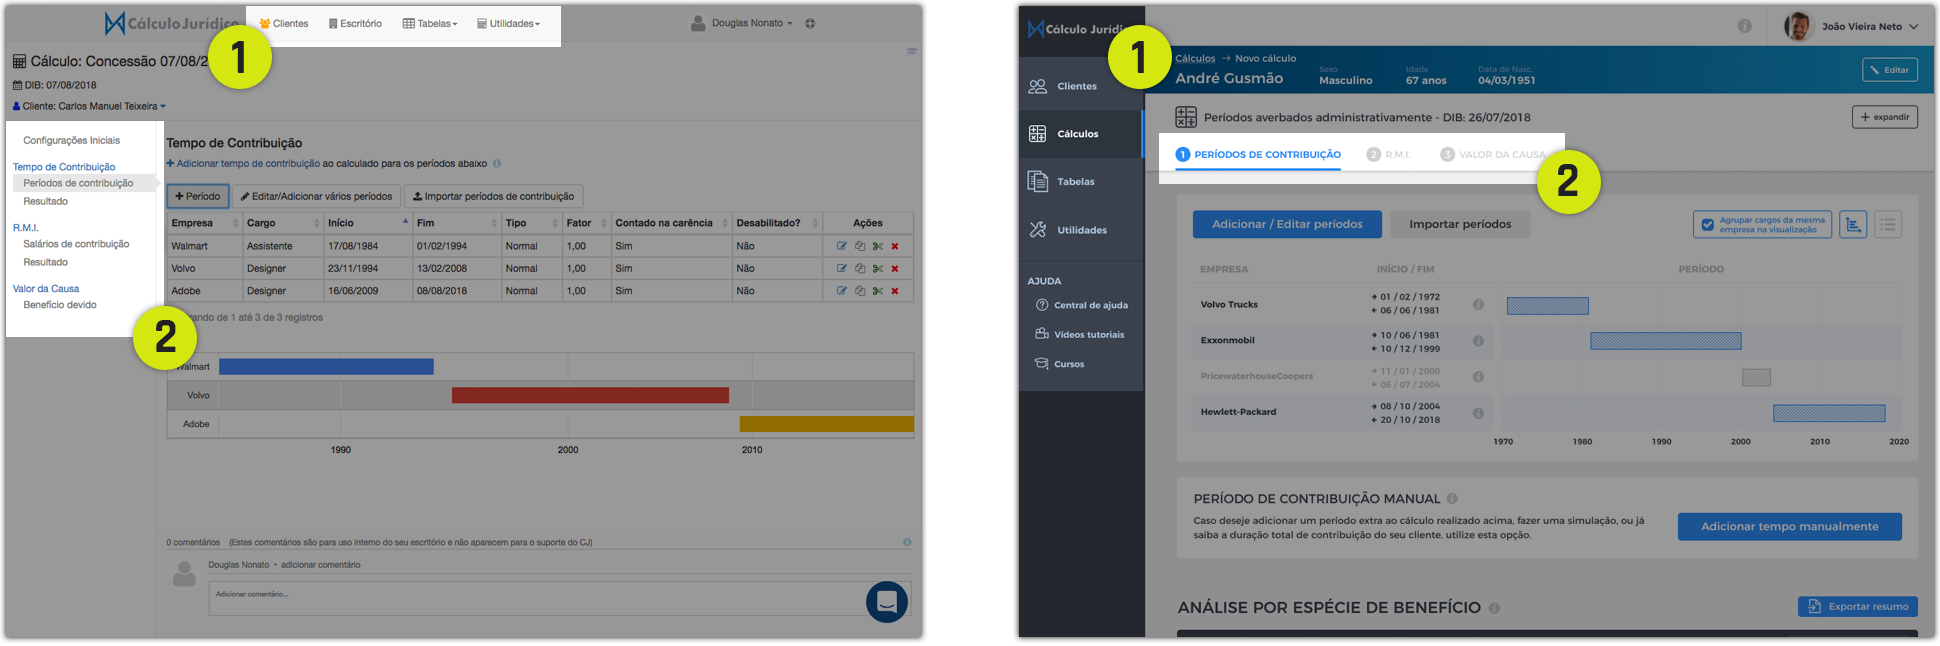 Cálculo Jurídico
Clientes
Escritório
Tabelas
Utilidades
Douglas Nonato
1
Cálculo: Concessão 07/08/2
DIB: 07/08/2018
Cliente: Carlos Manuel Teixeira
Configurações Iniciais
Tempo de Contribuição
Períodos de contribuição
Resultado
R.M.I.
Salários de contribuição
Resultado
Valor da Causa
Benefício devido
2
Tempo de Contribuição
+ Adicionar tempo de contribuição ao calculado para os períodos abaixo
+ Período
Editar/Adicionar vários períodos
Importar períodos de contribuição
Empresa Cargo Início Fim Tipo Fator Contado na carência Desabilitado? Ações
Walmart Assistente 17/08/1984 01/02/1994 Normal 1,00 Sim Não
Volvo Designer 23/11/1994 13/02/2008 Normal 1,00 Sim Não
Adobe Designer 16/06/2009 08/08/2018 Normal 1,00 Sim Não
rando de 1 até 3 de 3 registros
Walmart
Volvo
Adobe
1990 2000 2010
0 comentários (Estes comentários são para uso interno do seu escritório e não aparecem para o suporte do CJ)
Douglas Nonato • adicionar comentário
Adicionar comentário...
Cálculo Jurídi
1
Clientes
Cálculos
Tabelas
Utilidades
AJUDA
Central de ajuda
Vídeos tutoriais
Cursos
João Vieira Neto
Cálculos → Novo cálculo
André Gusmão
Sexo
Masculino
Idade
67 anos
Data de Nasc.
04/03/1951
Editar
Períodos averbados administrativamente - DIB: 26/07/2018
+ expandir
1 PERÍODOS DE CONTRIBUIÇÃO
2 R.M.I.
3 VALOR DA CAUSA
2
Adicionar / Editar períodos
Importar períodos
Agrupar cargos da mesma
empresa na visualização
EMPRESA INÍCIO / FIM PERÍODO
Volvo Trucks
→ 01 / 02 / 1972
← 06 / 06 / 1981
Exxonmobil
→ 10 / 06 / 1981
← 10 / 12 / 1999
PricewaterhouseCoopers
→ 11 / 01 / 2000
← 06 / 07 / 2004
Hewlett-Packard
→ 08 / 10 / 2004
← 20 / 10 / 2018
1970 1980 1990 2000 2010 2020
PERÍODO DE CONTRIBUIÇÃO MANUAL
Caso deseje adicionar um período extra ao cálculo realizado acima, fazer uma simulação, ou já
saiba a duração total de contribuição do seu cliente, utilize esta opção.
Adicionar tempo manualmente
ANÁLISE POR ESPÉCIE DE BENEFÍCIO
Exportar resumo